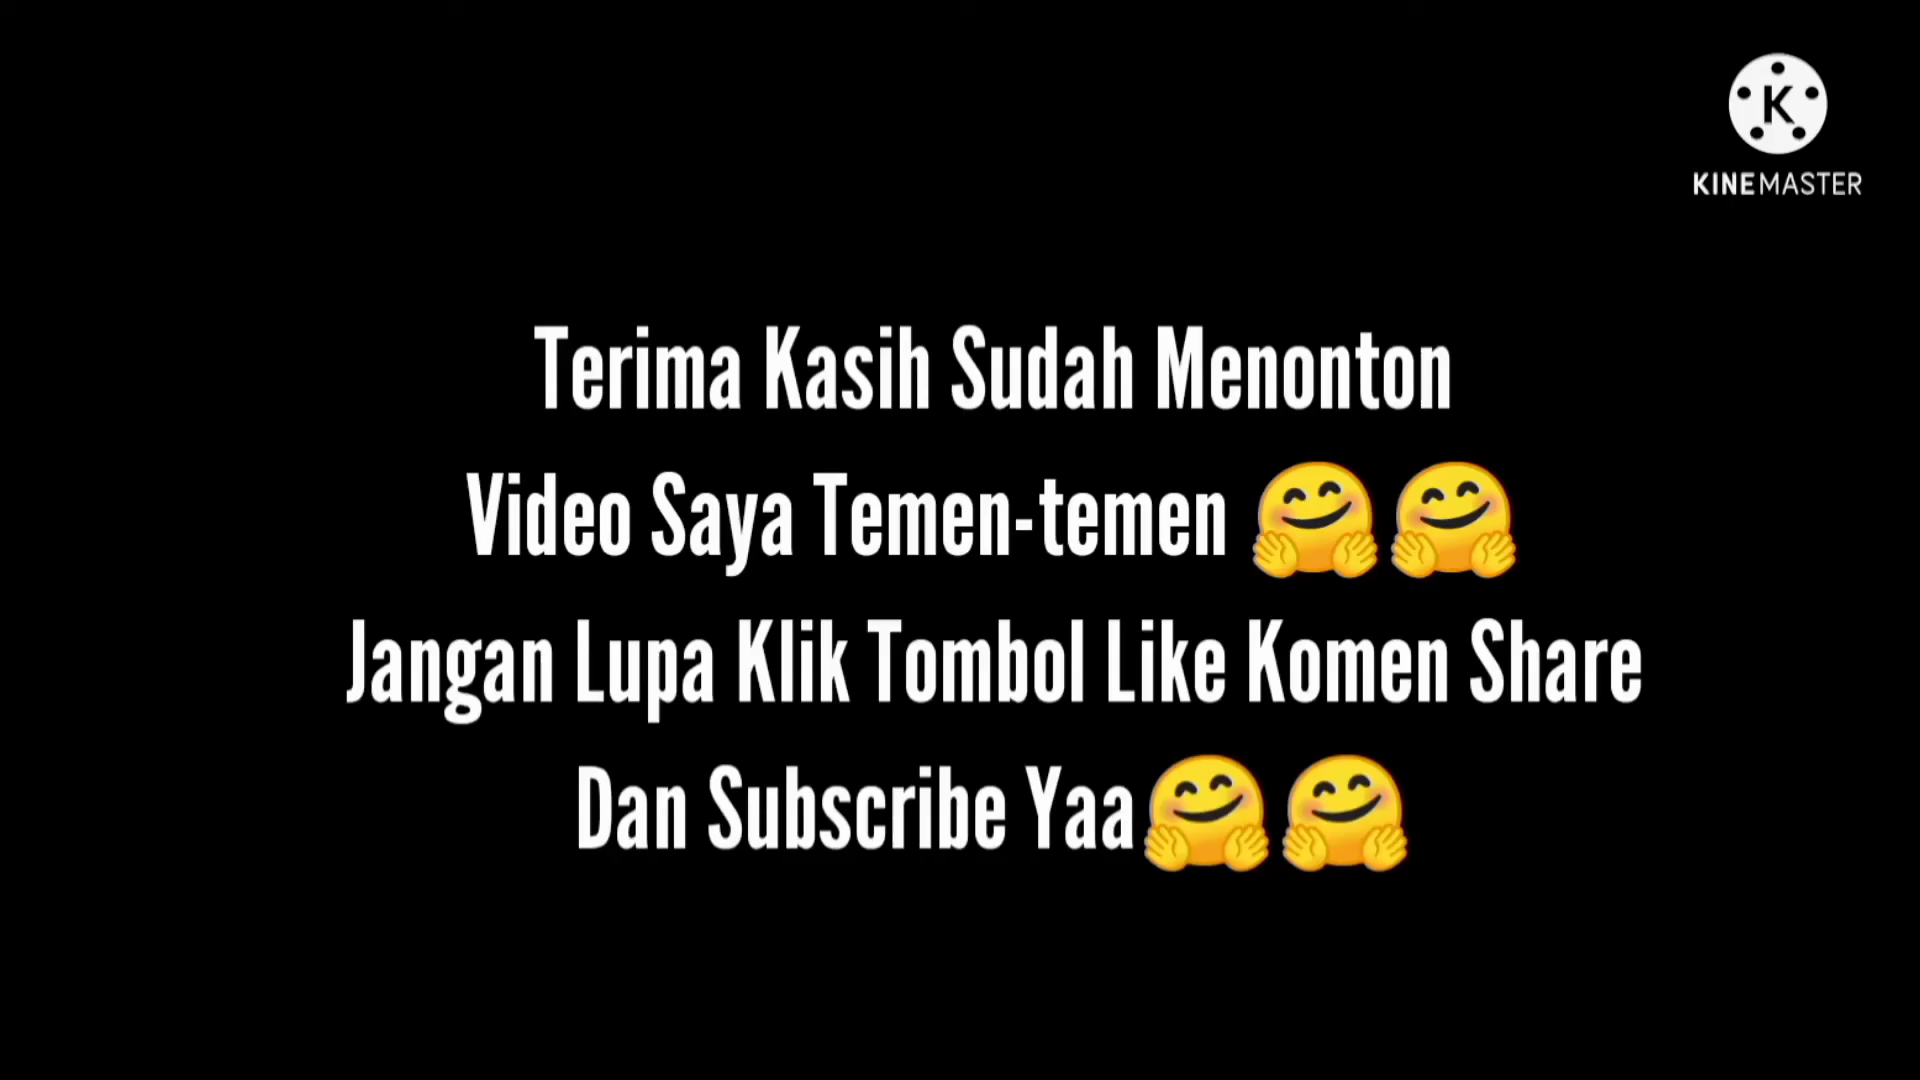 K
KINEMASTER
Terima Kasih Sudah Menonton
Video Saya Temen-temen 🤗🤗
Jangan Lupa Klik Tombol Like Komen Share
Dan Subscribe Yaa🤗🤗